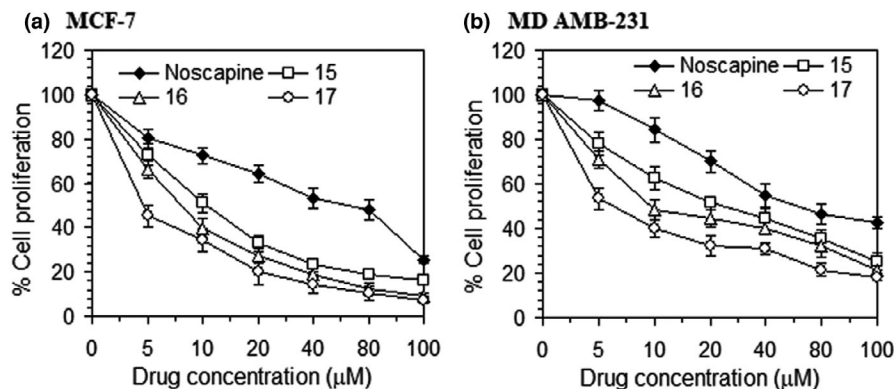 (a) MCF-7
120
100
80
60
40
20
0
% Cell proliferation
Noscapine 15
16 17
0 5 10 20 40 80 100
Drug concentration (μM)
(b) MD AMB-231
120
100
80
60
40
20
0
% Cell proliferation
Noscapine 15
16 17
0 5 10 20 40 70 100
Drug concentration (μM)